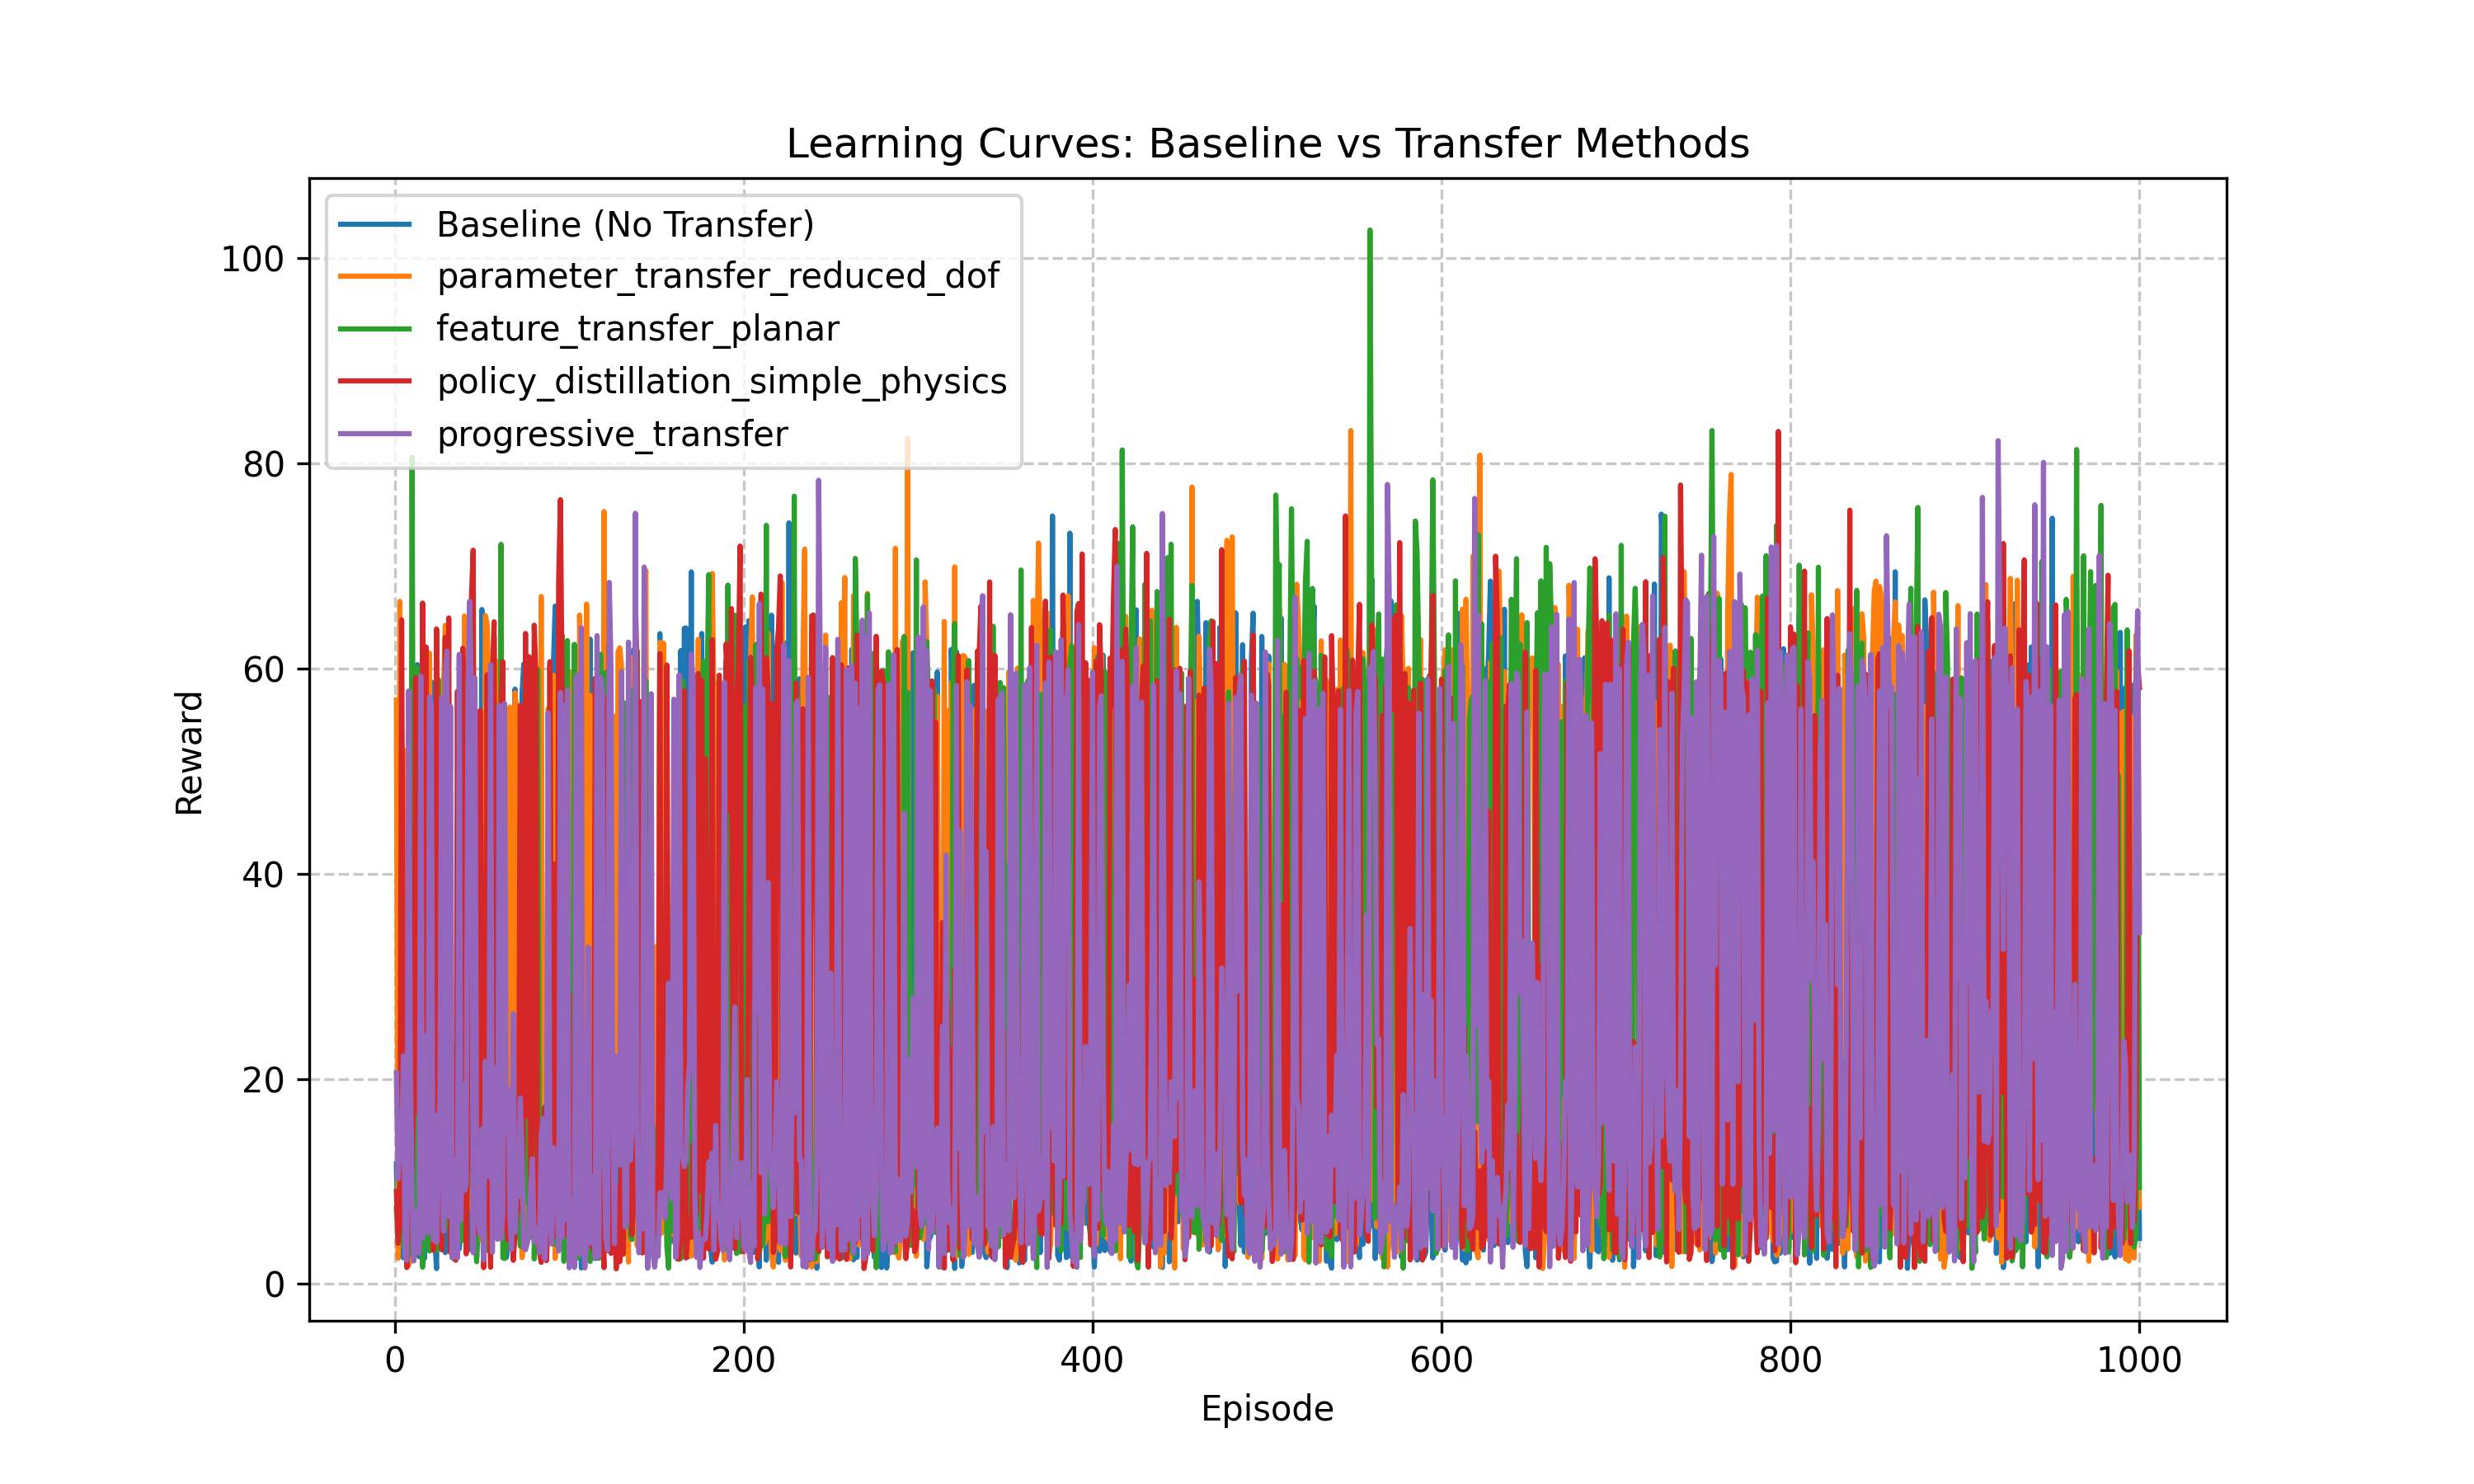 Learning Curves: Baseline vs Transfer Methods
Baseline (No Transfer)
parameter_transfer_reduced_dof
feature_transfer_planar
policy_distillation_simple_physics
progressive_transfer
Reward
100
80
60
40
20
0
0 200 400 600 800 1000
Episode